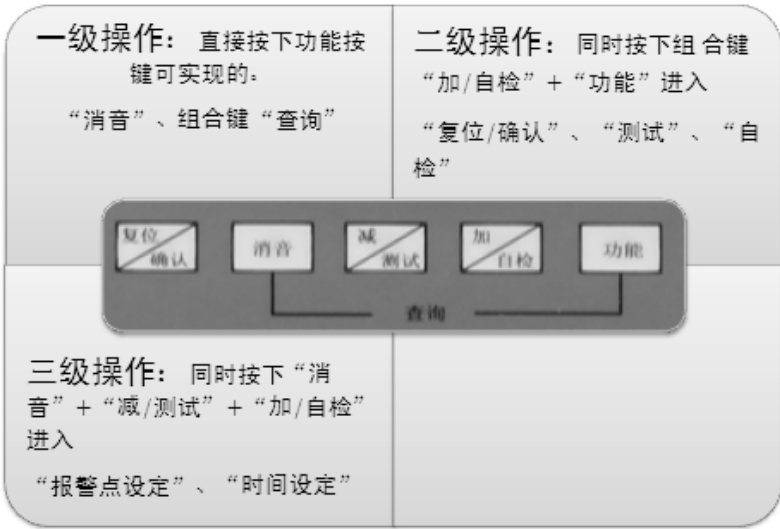 一级操作： 直接按下功能按
键可实现的。
“消音”、组合键“查询”
二级操作： 同时按下组 合键
“加/自检”+“功能”进入
“复位/确认”、“测试”、“自
检”
复位/确认 消音 减/测试 加/自检 功能
查询
三级操作： 同时按下“消
音”+“减/测试”+“加/自检”
进入
“报警点设定”、“时间设定”